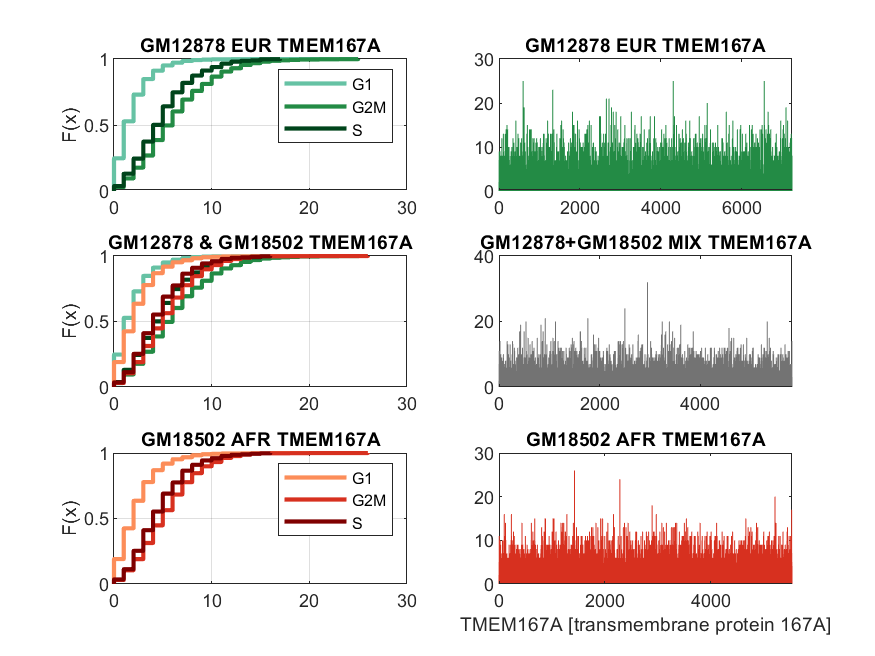 GM12878 EUR TMEM167A
F(x)
1
0.5
0
0 10 20 30
G1
G2M
S
GM12878 EUR TMEM167A
30
20
10
0
0 2000 4000 6000
GM12878 & GM18502 TMEM167A
F(x)
1
0.5
0
0 10 20 30
GM12878+GM18502 MIX TMEM167A
40
20
0
0 2000 4000
GM18502 AFR TMEM167A
F(x)
1
0.5
0
0 10 20 30
G1
G2M
S
GM18502 AFR TMEM167A
30
20
10
0
0 2000 4000
TMEM167A [transmembrane protein 167A]